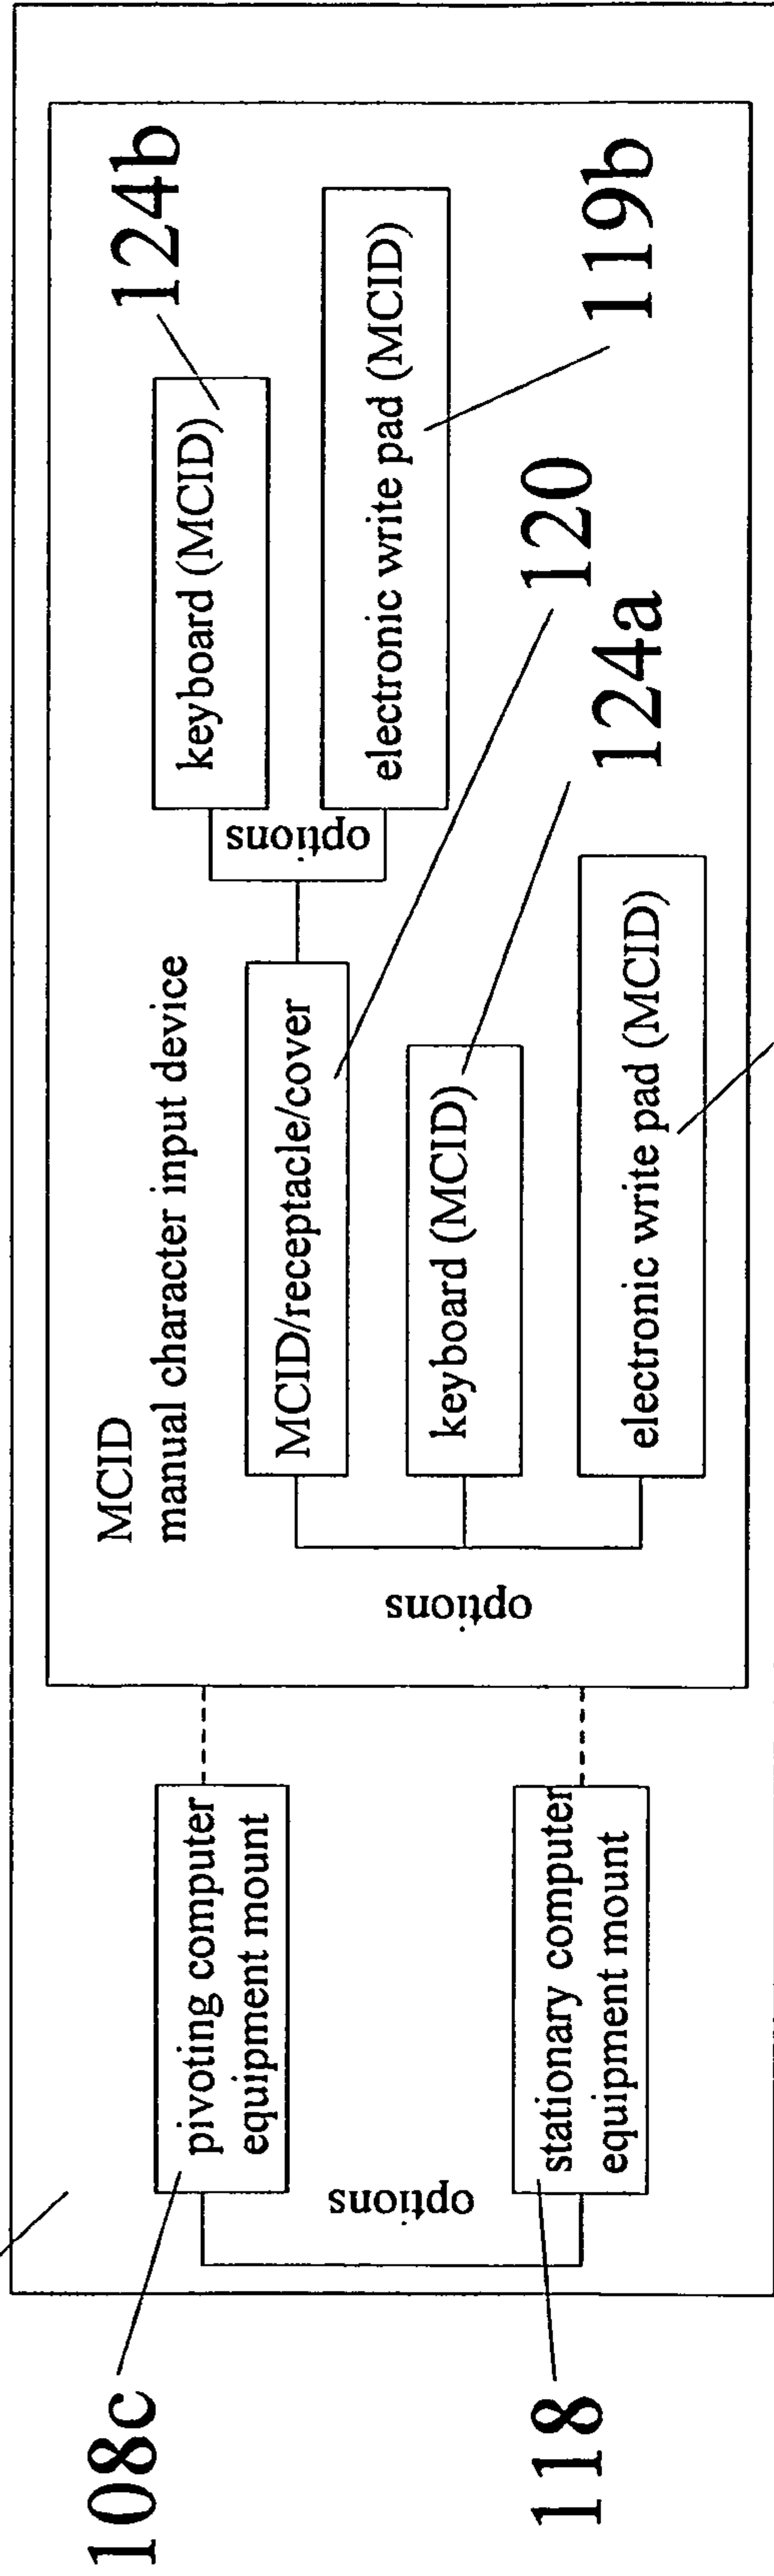 108c
118
pivoting computer
equipment mount
options
stationary computer
equipment mount
MCID
manual character input device
options
MCID/receptacle/cover
keyboard (MCID)
electronic write pad (MCID)
options
keyboard (MCID)
electronic write pad (MCID)
124b
119b
120
124a